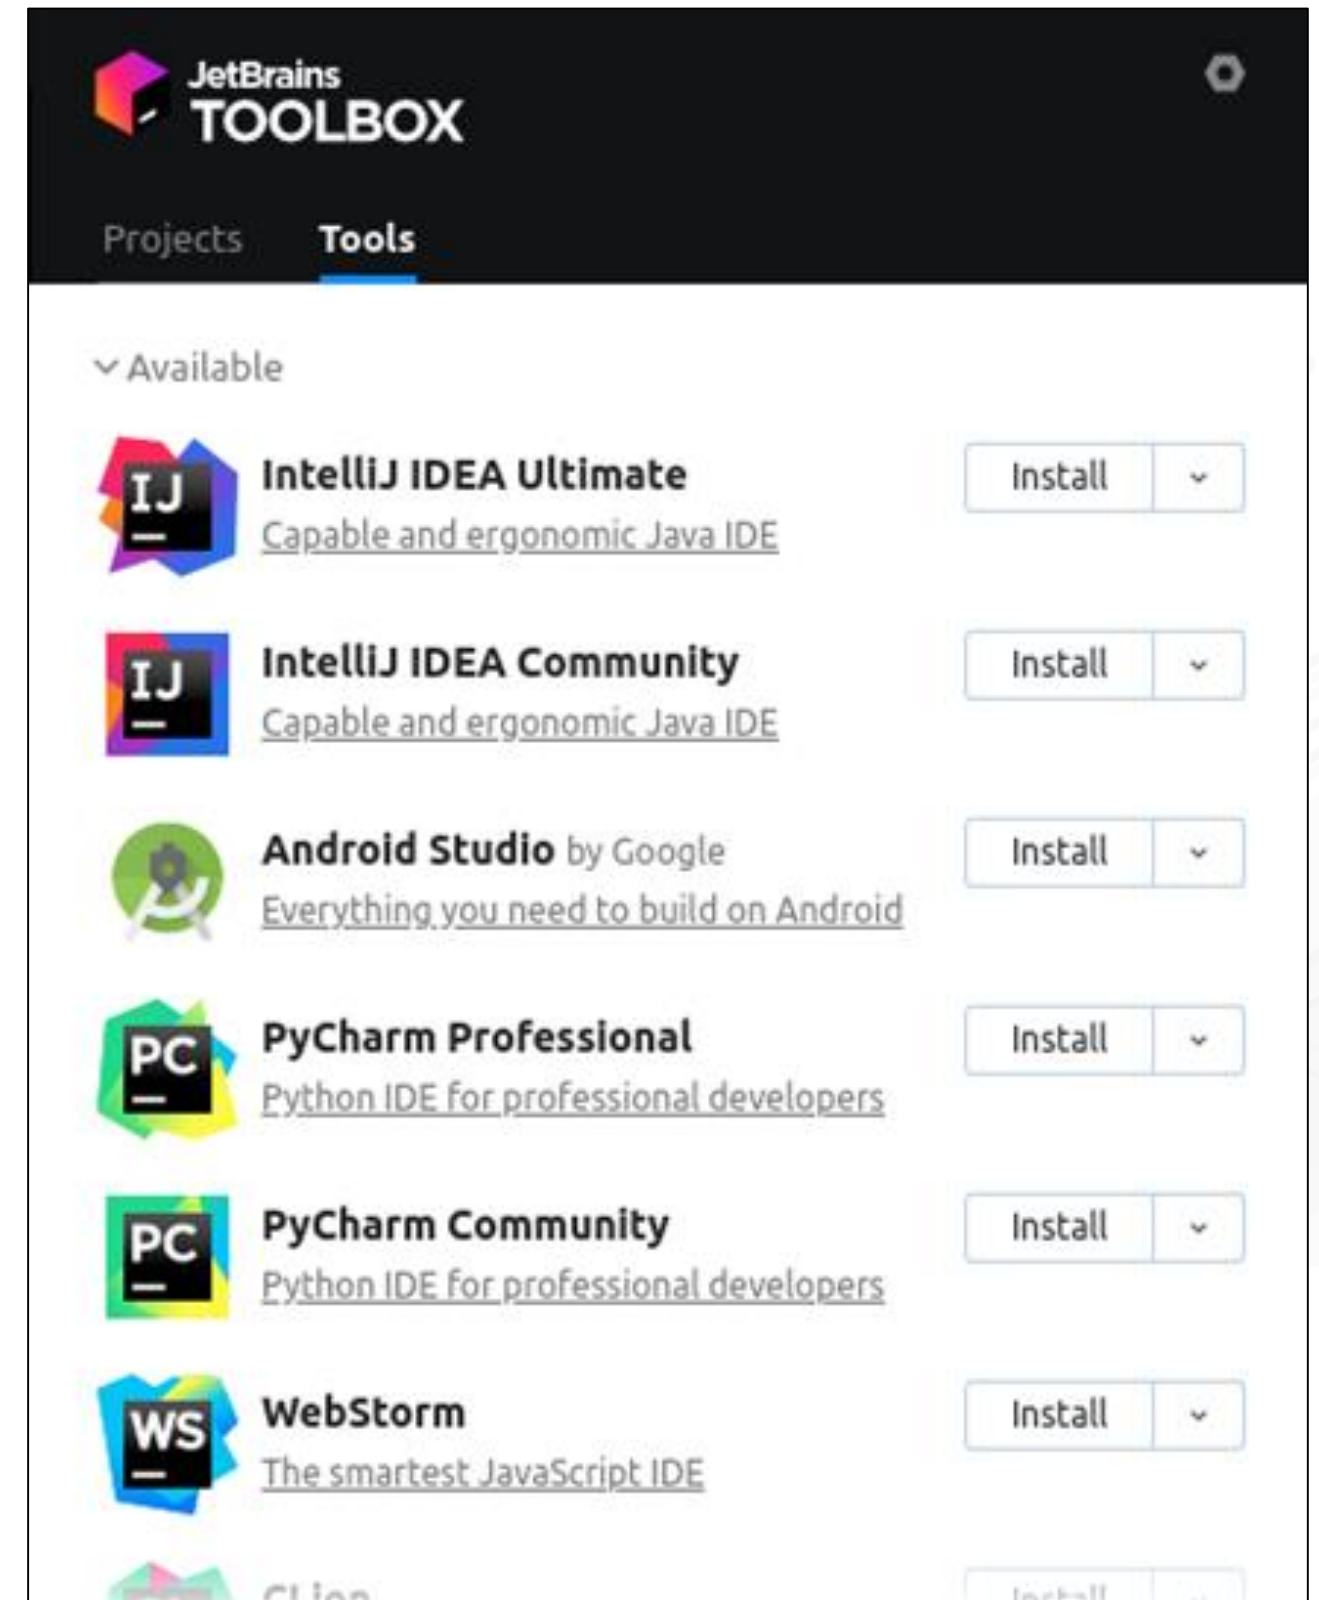 JetBrains
TOOLBOX
Projects Tools
Available
IJ
IntelliJ IDEA Ultimate
Install
Capable and ergonomic Java IDE
IJ
IntelliJ IDEA Community
Install
Capable and ergonomic Java IDE
Android Studio by Google
Install
Everything you need to build on Android
PC
PyCharm Professional
Install
Python IDE for professional developers
PC
PyCharm Community
Install
Python IDE for professional developers
WS
WebStorm
Install
The smartest JavaScript IDE
CLion
Install